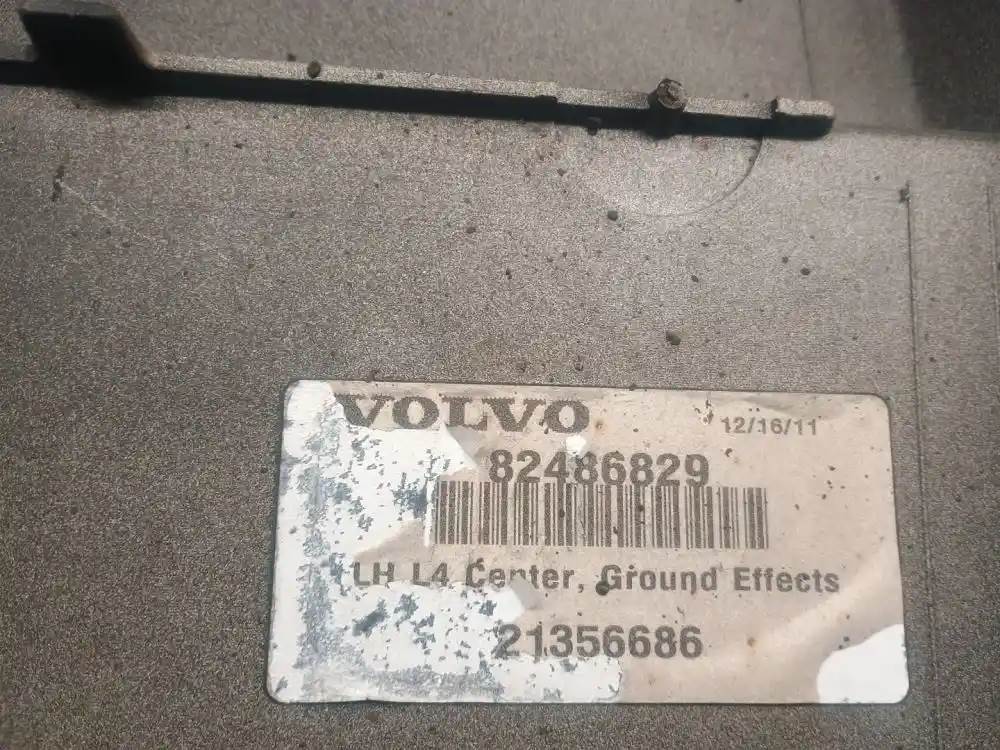 VOLVO 12/16/11
82486829
LH L4 Center, Ground Effects
21356686